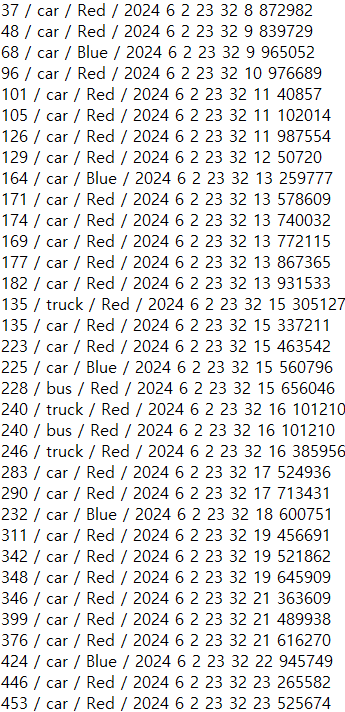 37 / car / Red / 2024 6 2 23 32 8 872982
48 / car / Red / 2024 6 2 23 32 9 839729
68 / car / Blue / 2024 6 2 23 32 9 965052
96 / car / Red / 2024 6 2 23 32 10 976689
101 / car / Red / 2024 6 2 23 32 11 40857
105 / car / Red / 2024 6 2 23 32 11 102014
126 / car / Red / 2024 6 2 23 32 11 987554
129 / car / Red / 2024 6 2 23 32 12 50720
164 / car / Blue / 2024 6 2 23 32 13 259777
171 / car / Red / 2024 6 2 23 32 13 578609
174 / car / Red / 2024 6 2 23 32 13 740032
169 / car / Red / 2024 6 2 23 32 13 772115
177 / car / Red / 2024 6 2 23 32 13 867365
182 / car / Red / 2024 6 2 23 32 13 931533
135 / truck / Red / 2024 6 2 23 32 15 305127
135 / car / Red / 2024 6 2 23 32 15 337211
223 / car / Red / 2024 6 2 23 32 15 463542
225 / car / Blue / 2024 6 2 23 32 15 560796
228 / bus / Red / 2024 6 2 23 32 15 656046
240 / truck / Red / 2024 6 2 23 32 16 101210
240 / bus / Red / 2024 6 2 23 32 16 101210
246 / truck / Red / 2024 6 2 23 32 16 385956
283 / car / Red / 2024 6 2 23 32 17 524936
290 / car / Red / 2024 6 2 23 32 17 713431
232 / car / Blue / 2024 6 2 23 32 18 600751
311 / car / Red / 2024 6 2 23 32 19 456691
342 / car / Red / 2024 6 2 23 32 19 521862
348 / car / Red / 2024 6 2 23 32 19 645909
346 / car / Red / 2024 6 2 23 32 21 363609
399 / car / Red / 2024 6 2 23 32 21 489938
376 / car / Red / 2024 6 2 23 32 21 616270
424 / car / Blue / 2024 6 2 23 32 22 945749
446 / car / Red / 2024 6 2 23 32 23 265582
453 / car / Red / 2024 6 2 23 32 23 525674